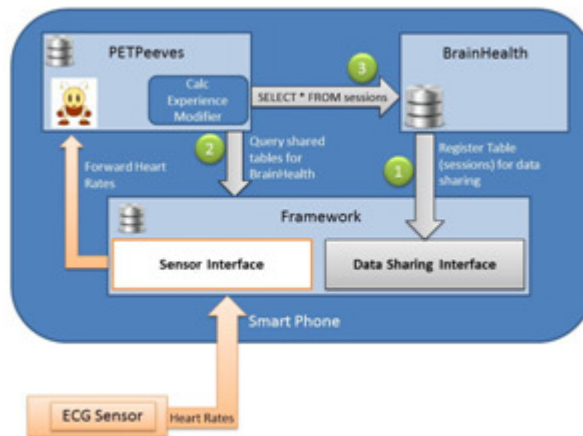 PETPeeves
BrainHealth
Calc
Experience
Modifier
3
SELECT * FROM sessions
Forward Heart
Rates
2
Query shared
tables for
BrainHealth
1
Register Table
(sessions) for data
sharing
Framework
Sensor Interface
Data Sharing Interface
Smart Phone
ECG Sensor
Heart Rates